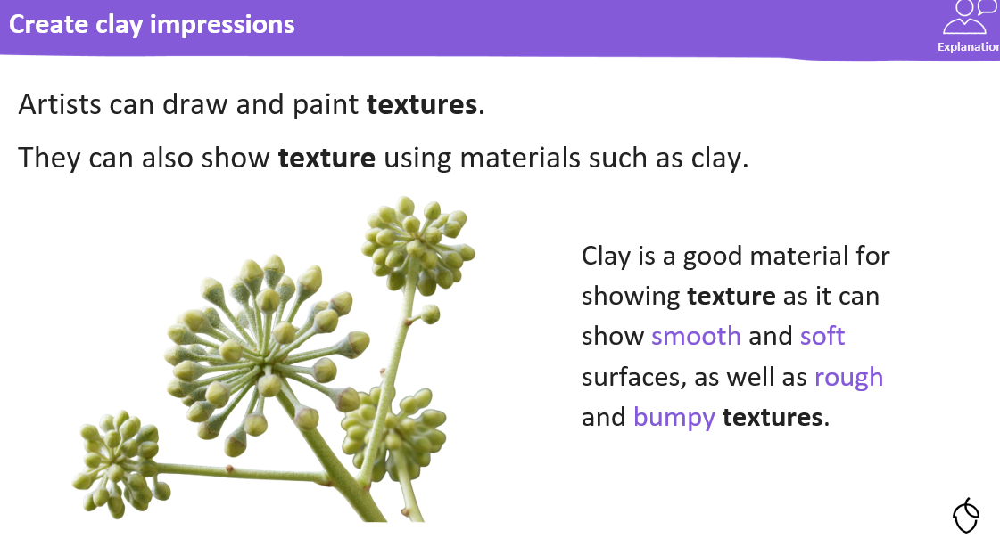 Create clay impressions
Explanation
Artists can draw and paint textures.
They can also show texture using materials such as clay.
Clay is a good material for
showing texture as it can
show smooth and soft
surfaces, as well as rough
and bumpy textures.